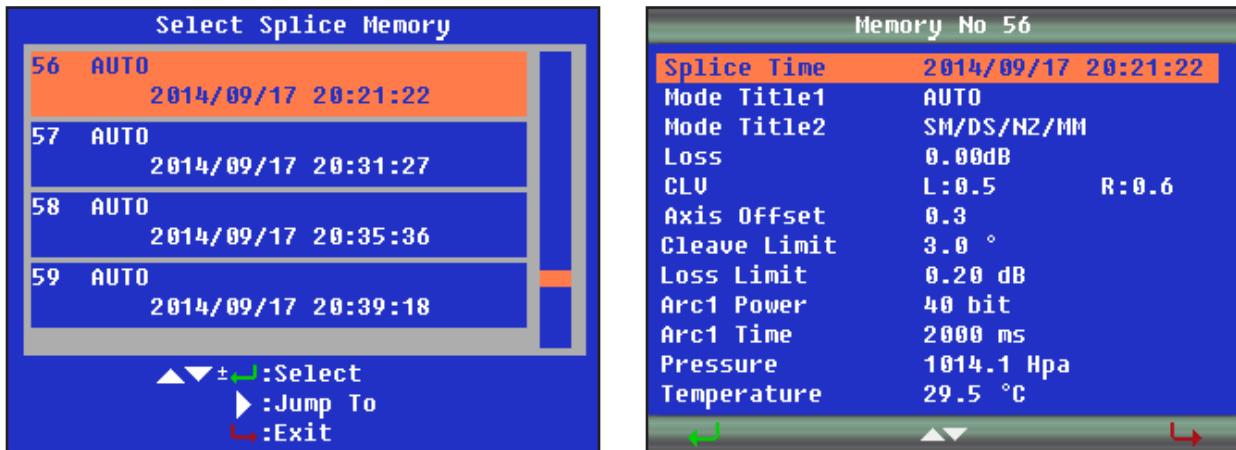 Select Splice Memory
56 AUTO
2014/09/17 20:21:22
57 AUTO
2014/09/17 20:31:27
58 AUTO
2014/09/17 20:35:36
59 AUTO
2014/09/17 20:39:18
±:Select
:Jump To
:Exit
Memory No 56
Splice Time 2014/09/17 20:21:22
Mode Title1 AUTO
Mode Title2 SM/DS/NZ/MM
Loss 0.00dB
CLV L:0.5 R:0.6
Axis Offset 0.3
Cleave Limit 3.0 °
Loss Limit 0.20 dB
Arc1 Power 40 bit
Arc1 Time 2000 ms
Pressure 1014.1 Hpa
Temperature 29.5 °C